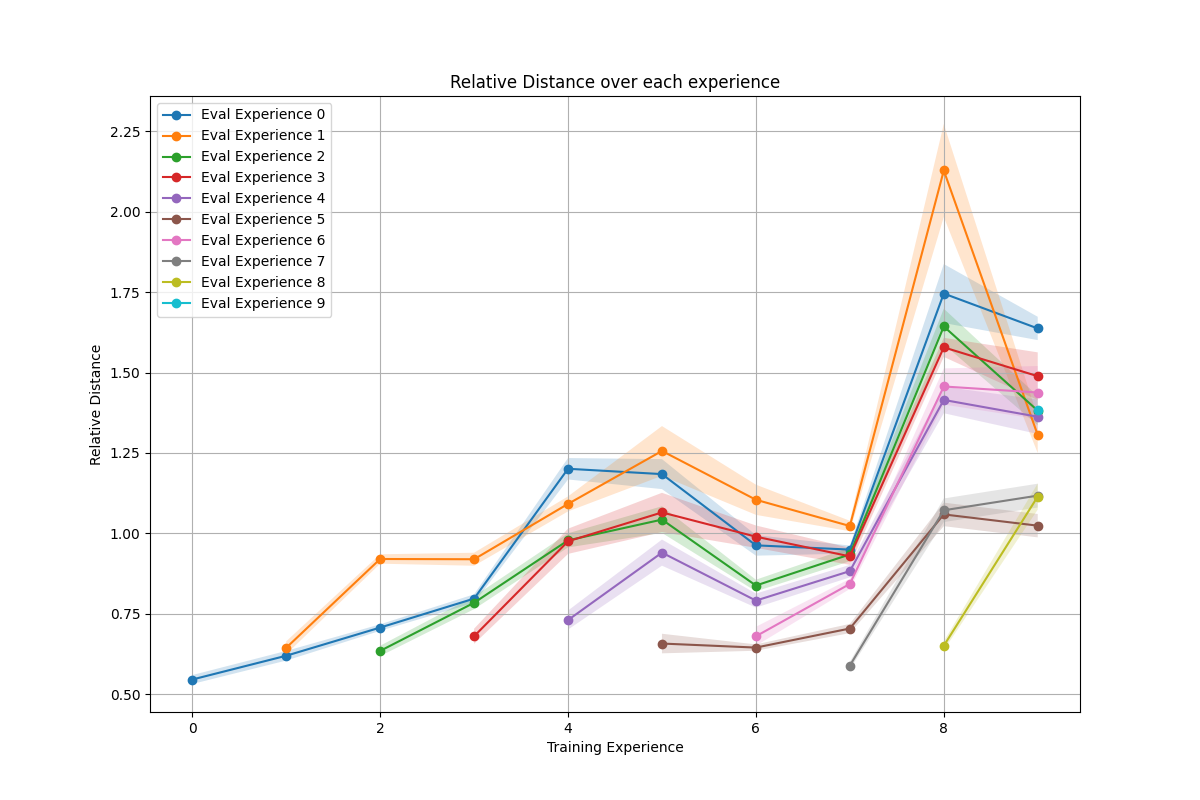 Relative Distance over each experience
Eval Experience 0
Eval Experience 1
Eval Experience 2
Eval Experience 3
Eval Experience 4
Eval Experience 5
Eval Experience 6
Eval Experience 7
Eval Experience 8
Eval Experience 9
2.25
2.00
1.75
1.50
1.25
1.00
0.75
0.50
Relative Distance
0 2 4 6 8
Training Experience